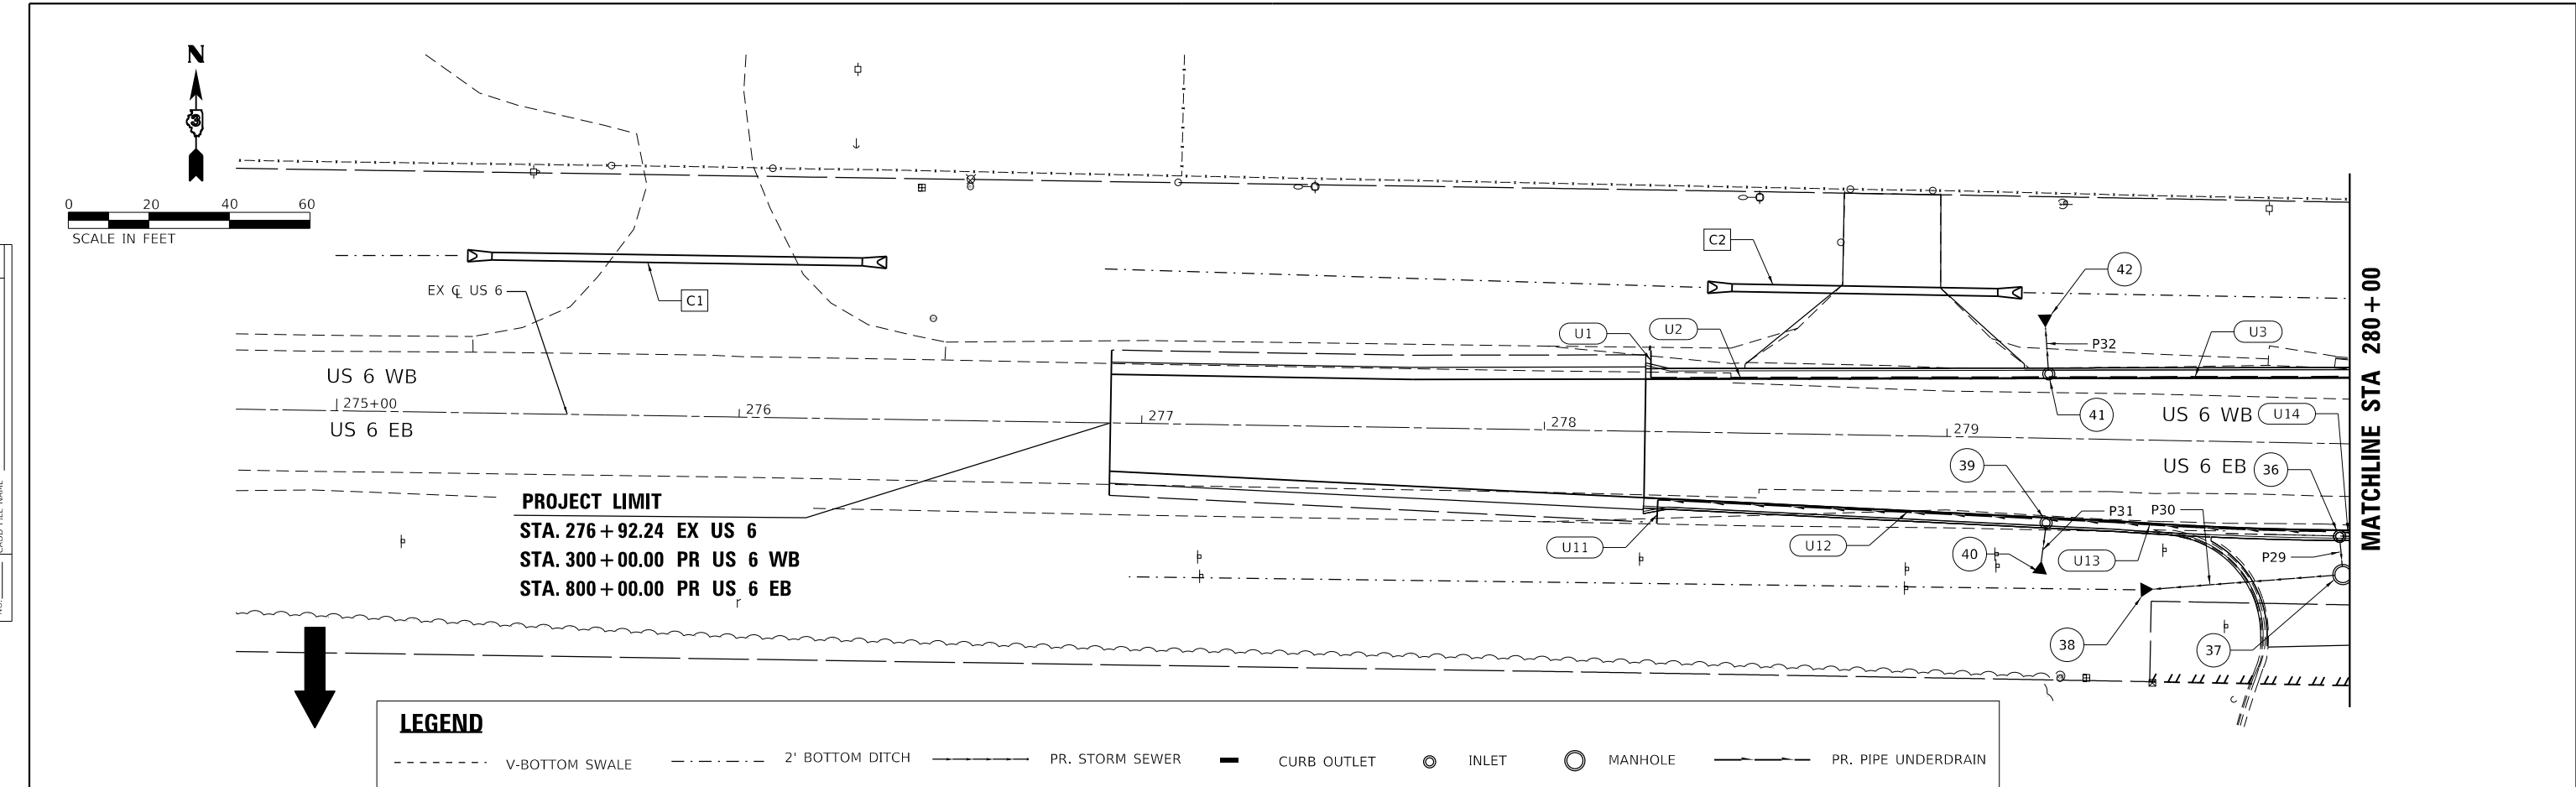 N
3
0 20 40 60
SCALE IN FEET
C1
EX ℄ US 6
C2
42
U1
U2
U3
P32
US 6 WB
275+00
276
277
278
279
US 6 EB
41
US 6 WB
U14
39
US 6 EB
36
MATCHLINE STA 280+00
PROJECT LIMIT
STA. 276+92.24 EX US 6
STA. 300+00.00 PR US 6 WB
STA. 800+00.00 PR US 6 EB
P31
P30
U11
U12
40
U13
P29
38
37
LEGEND
V-BOTTOM SWALE
2' BOTTOM DITCH
PR. STORM SEWER
CURB OUTLET
INLET
MANHOLE
PR. PIPE UNDERDRAIN